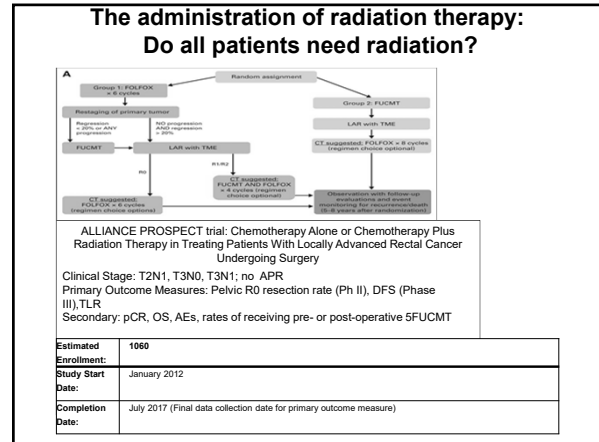 The administration of radiation therapy:
Do all patients need radiation?
A
Random assignment
Group 1: FOLFOX
× 6 cycles
Restaging of primary tumor
Regression
< 20% or ANY
progression
NO progression
AND regression
> 20%
FUCMT
LAR with TME
R0
R1/R2
CT suggested; FOLFOX × 6 cycles
(regimen choice options)
CT suggested;
FUCMT AND FOLFOX
× 4 cycles (regimen
choice optional)
Group 2: FUCMT
LAR with TME
CT suggested: FOLFOX × 8 cycles
(regimen choice optional)
Observation with follow-up
evaluations and event
monitoring for recurrence/death
years after randomisation)
ALLIANCE PROSPECT trial: Chemotherapy Alone or Chemotherapy Plus
Radiation Therapy in Treating Patients With Locally Advanced Rectal Cancer
Undergoing Surgery
Clinical Stage: T2N1, T3N0, T3N1; no APR
Primary Outcome Measures: Pelvic R0 resection rate (Ph II), DFS (Phase
III),TLR
Secondary: pCR, OS, AEs, rates of receiving pre- or post-operative 5FUCMT
Estimated
Enrollment:
1060
Study Start
Date:
January 2012
Completion
Date:
July 2017 (Final data collection date for primary outcome measure)